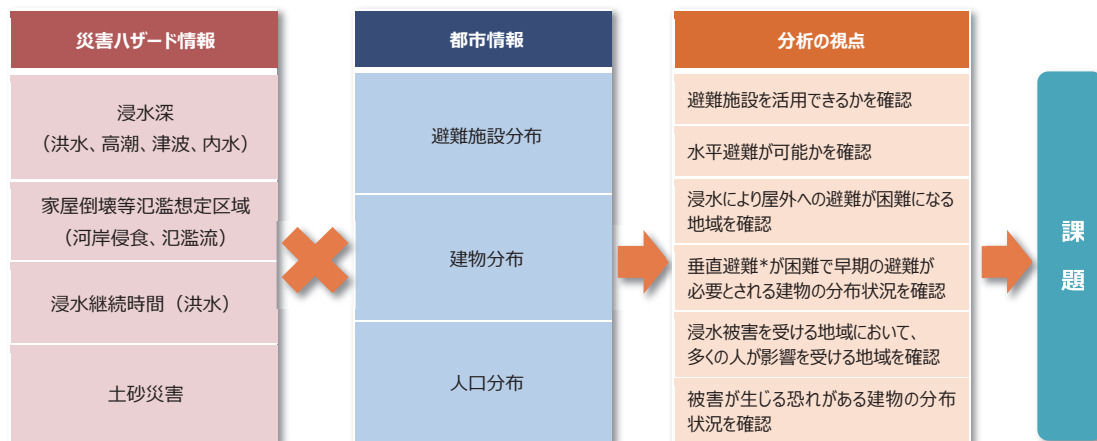 災害ハザード情報
浸水深
（洪水、高潮、津波、内水）
家屋倒壊等氾濫想定区域
（河岸侵食、氾濫流）
浸水継続時間（洪水）
土砂災害
都市情報
避難施設分布
建物分布
人口分布
分析の視点
避難施設を活用できるかを確認
水平避難が可能かを確認
浸水により屋外への避難が困難になる
地域を確認
垂直避難*が困難で早期の避難が
必要とされる建物の分布状況を確認
浸水被害を受ける地域において、
多くの人が影響を受ける地域を確認
被害が生じる恐れがある建物の分布
状況を確認
課題